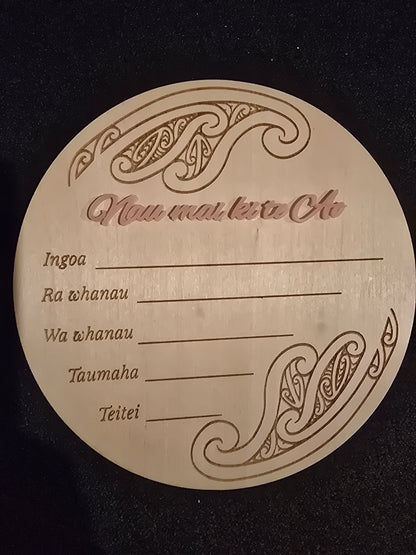 Nau mai ki te Ao
Ingoa
Ra whanau
Wa whanau
Taumaha
Teitei